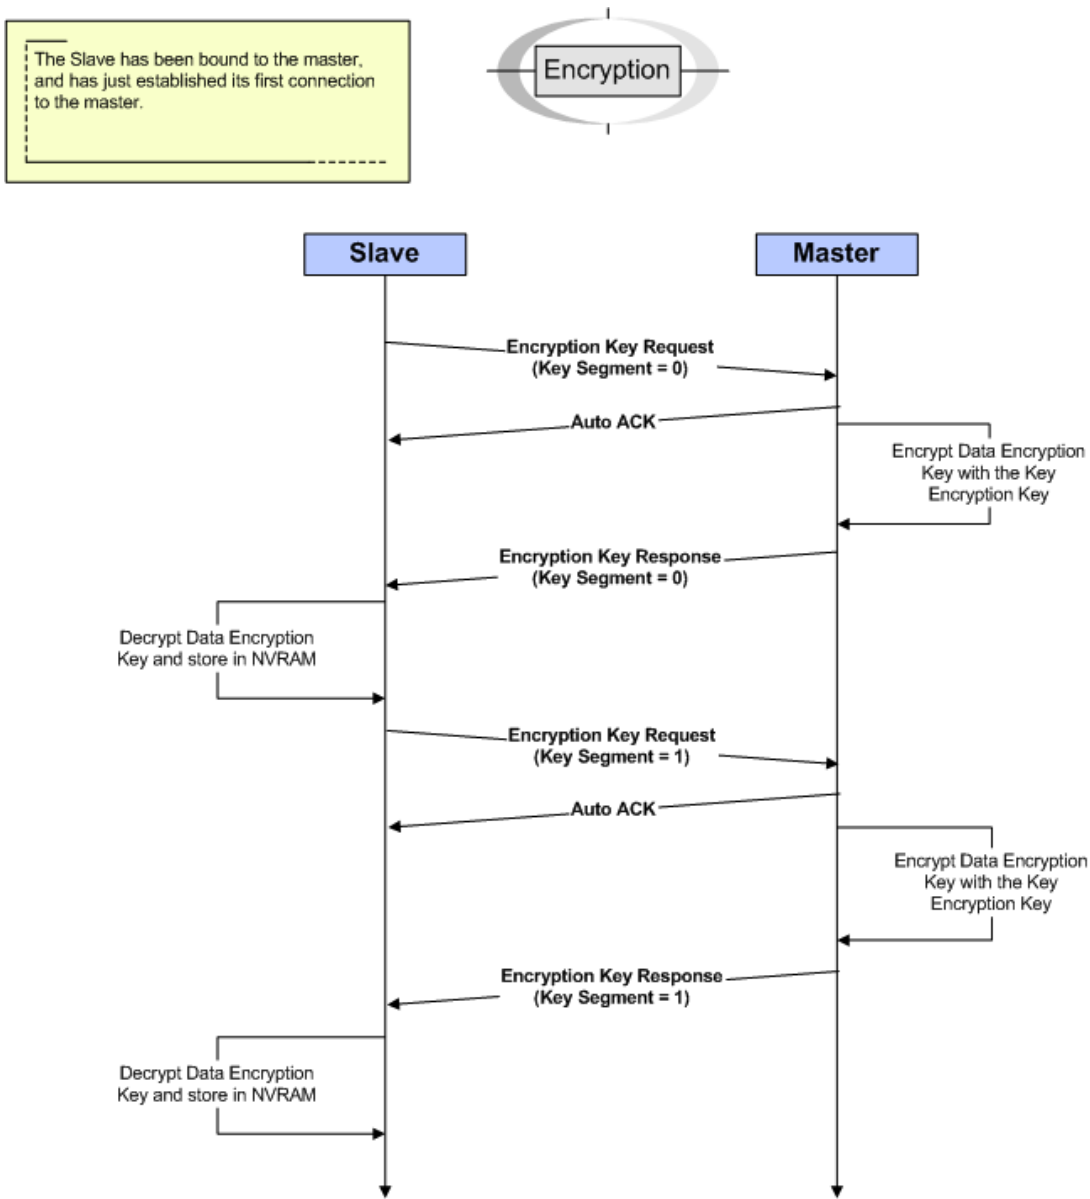 The Slave has been bound to the master,
and has just established its first connection
to the master.
Encryption
Slave
Master
Encryption Key Request
(Key Segment = 0)
Auto ACK
Encrypt Data Encryption
Key with the Key
Encryption Key
Encryption Key Response
(Key Segment = 0)
Decrypt Data Encryption
Key and store in NVRAM
Encryption Key Request
(Key Segment = 1)
Auto ACK
Encrypt Data Encryption
Key with the Key
Encryption Key
Encryption Key Response
(Key Segment = 1)
Decrypt Data Encryption
Key and store in NVRAM